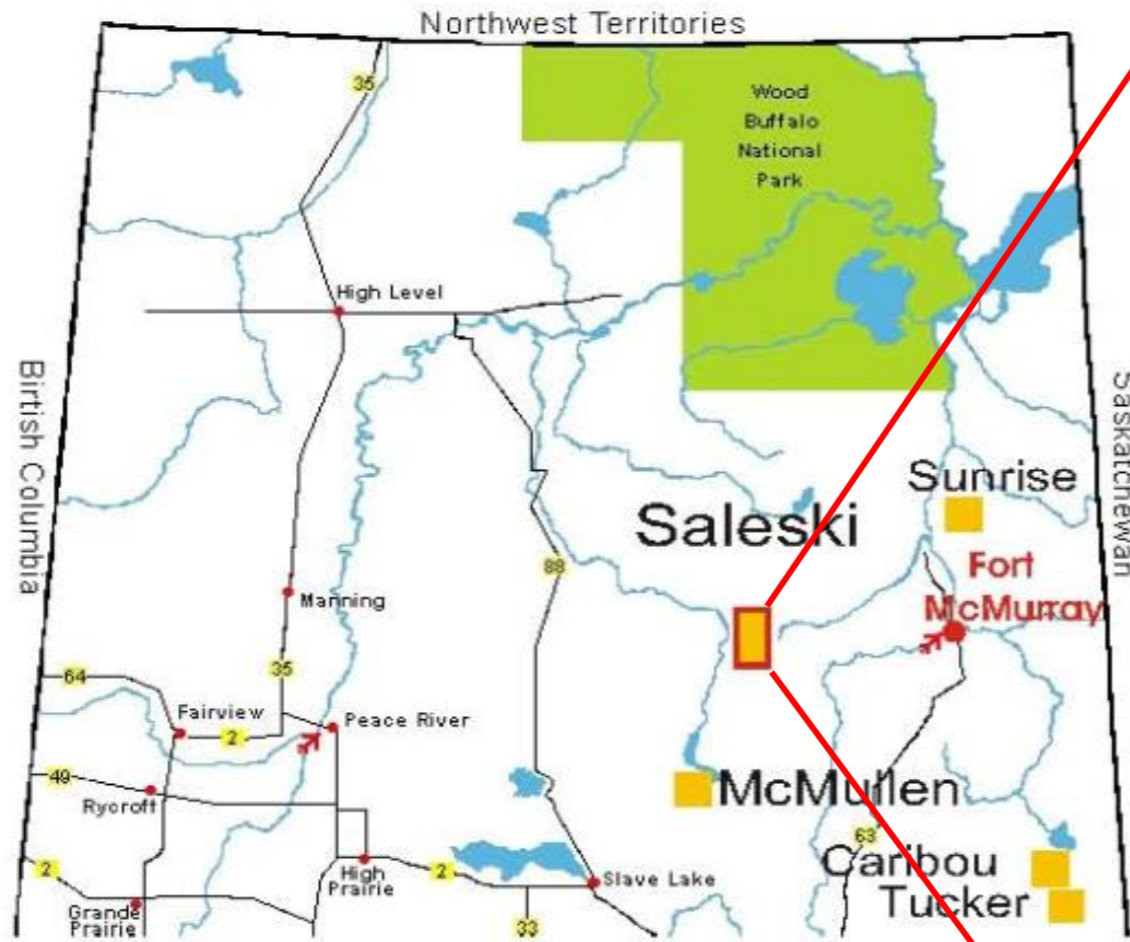 Northwest Territories
35
Wood
Buffalo
National
Park
High Level
Birtish Columbia
Saskatchewan
Sunrise
Saleski
88
Fort
McMurray
Manning
64
35
Fairview
2
Peace River
49
Rycroft
McMullen
63
2
High
Prairie
2
Slave Lake
Caribou
Tucker
Grande
Prairie
33